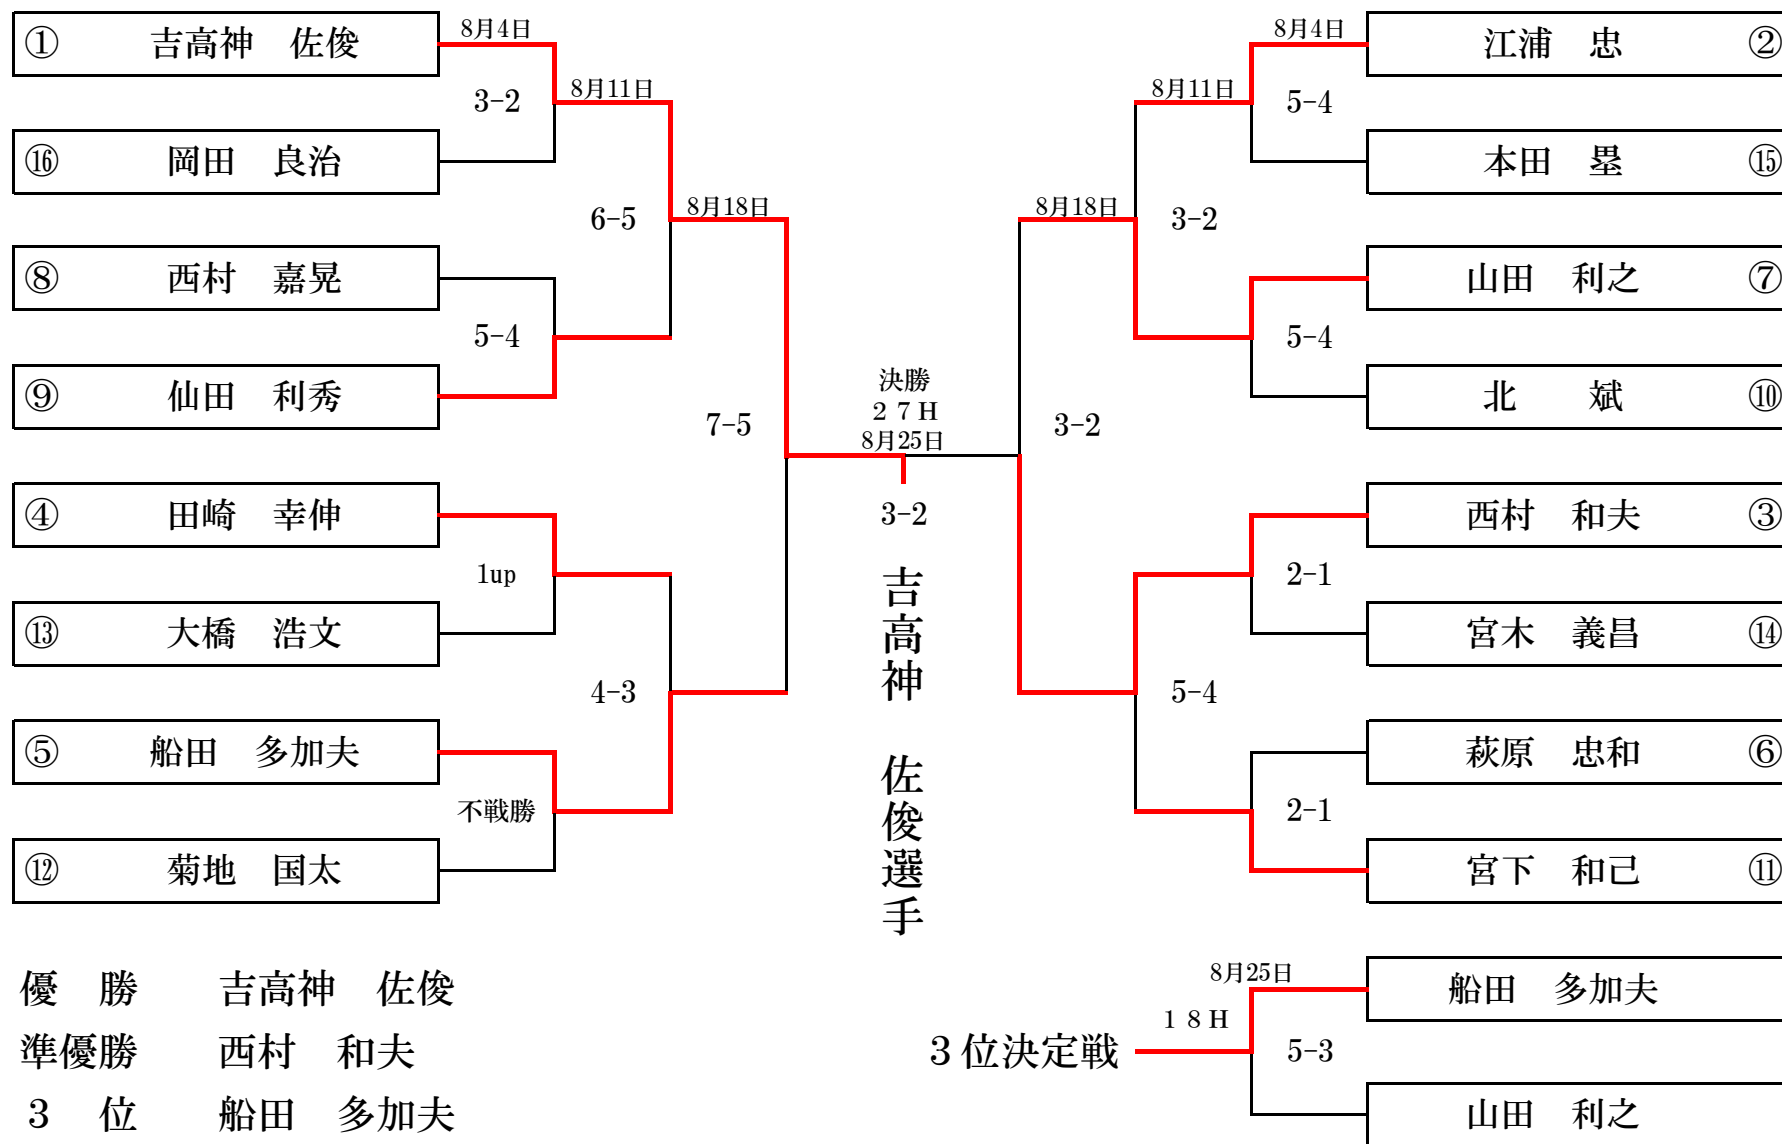 ① 吉高神　佐俊
8月4日
3-2
8月11日
⑯ 岡田　良治
6-5
8月18日
⑧ 西村　嘉晃
5-4
⑨ 仙田　利秀
7-5
④ 田崎　幸伸
1up
⑬ 大橋　浩文
4-3
⑤ 船田　多加夫
不戦勝
⑫ 菊地　国太
決勝
２７Ｈ
8月25日
3-2
吉高神　佐俊選手
8月4日
江浦　忠 ②
8月11日
5-4
本田　塁 ⑮
8月18日
3-2
山田　利之 ⑦
5-4
北　　斌 ⑩
3-2
西村　和夫 ③
2-1
宮木　義昌 ⑭
5-4
萩原　忠和 ⑥
2-1
宮下　和己 ⑪
優　勝　　吉高神　佐俊
準優勝　　西村　和夫
３　位　　船田　多加夫
8月25日
船田　多加夫
１８Ｈ
３位決定戦
5-3
山田　利之